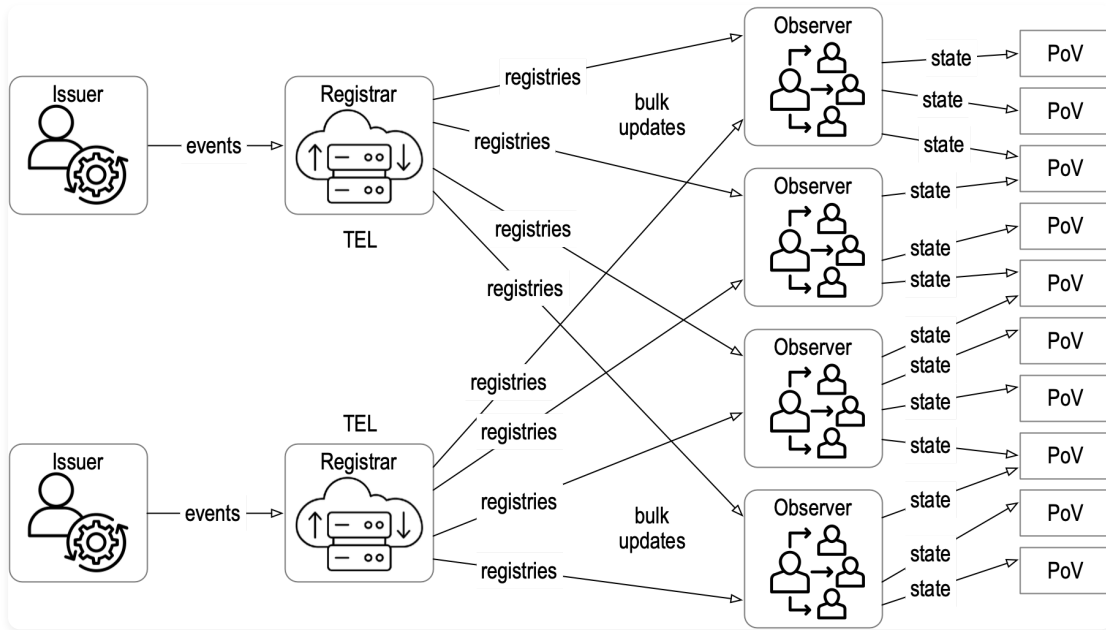 Observer
state
PoV
registries
Issuer
Registrar
bulk
updates
state
PoV
events
registries
state
PoV
Observer
state
TEL
registries
state
PoV
registries
state
PoV
Observer
state
registries
state
PoV
TEL
registries
state
PoV
Issuer
Registrar
state
PoV
registries
Observer
state
events
bulk
updates
PoV
registries
state
state
PoV